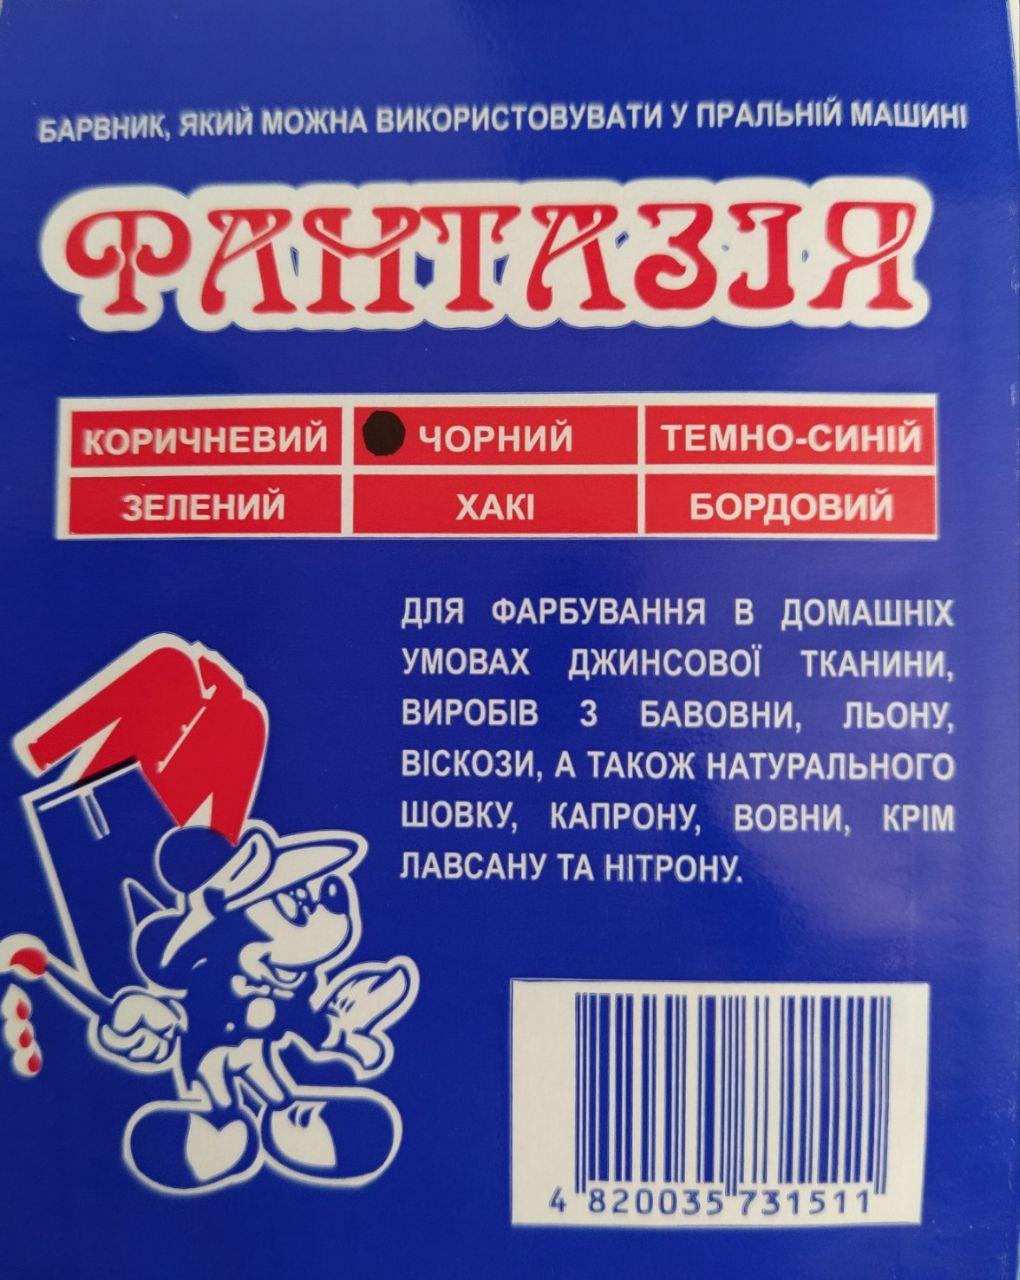 БАРВНИК, ЯКИЙ МОЖНА ВИКОРИСТОВУВАТИ У ПРАЛЬНІЙ МАШИНІ
ФАНТАЗІЯ
КОРИЧНЕВИЙ ЧОРНИЙ ТЕМНО-СИНІЙ
ЗЕЛЕНИЙ ХАКІ БОРДОВИЙ
ДЛЯ ФАРБУВАННЯ В ДОМАШНІХ
УМОВАХ ДЖИНСОВОЇ ТКАНИНИ,
ВИРОБІВ З БАВОВНИ, ЛЬОНУ,
ВІСКОЗИ, А ТАКОЖ НАТУРАЛЬНОГО
ШОВКУ, КАПРОНУ, ВОВНИ, КРІМ
ЛАВСАНУ ТА НІТРОНУ.
4 820035 731511